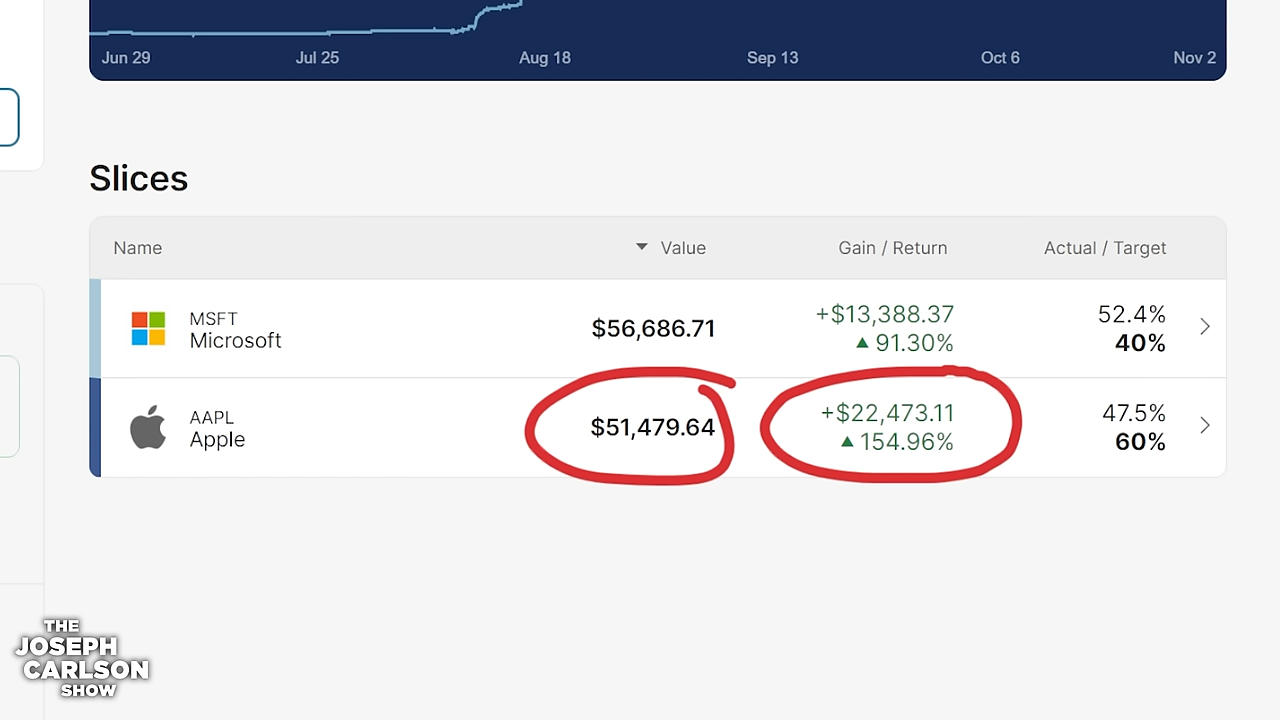 Jun 29 Jul 25 Aug 18 Sep 13 Oct 6 Nov 2
Slices
Name Value Gain / Return Actual / Target
MSFT
Microsoft
$56,686.71
+$13,388.37
▲ 91.30%
52.4%
40%
AAPL
Apple
$51,479.64
+$22,473.11
▲ 154.96%
47.5%
60%
THE
JOSEPH
CARLSON
SHOW